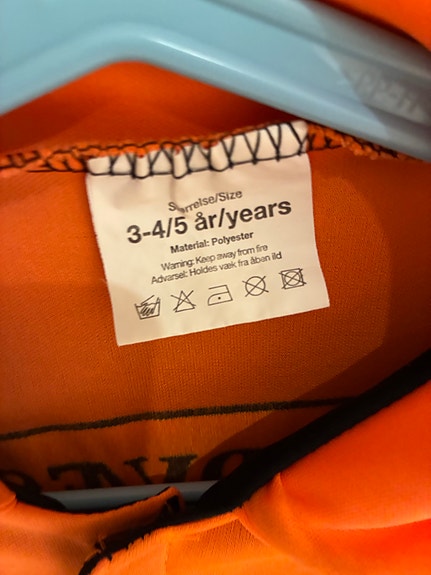 Størrelse/Size
3-4/5 år/years
Material: Polyester
Warning: Keep away from fire
Advarsel: Holdes væk fra åben ild